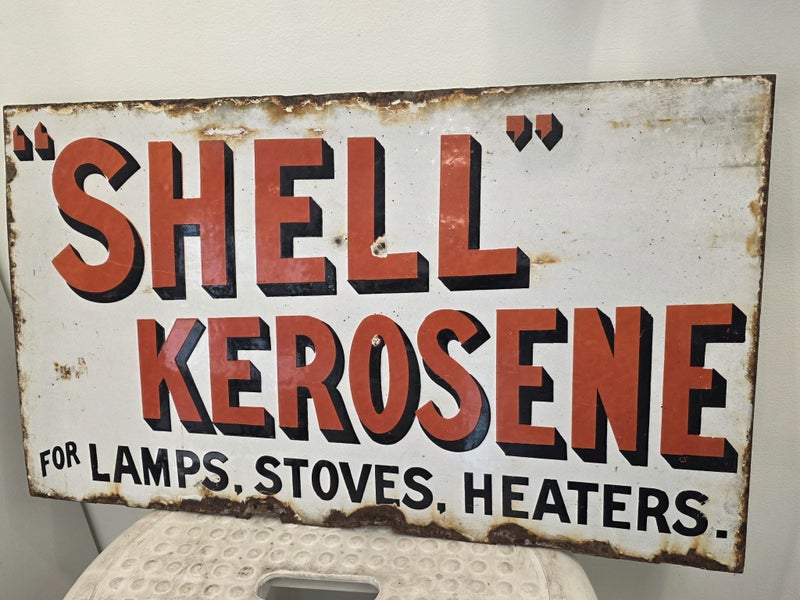 "SHELL"
KEROSENE
FOR LAMPS, STOVES, HEATERS.